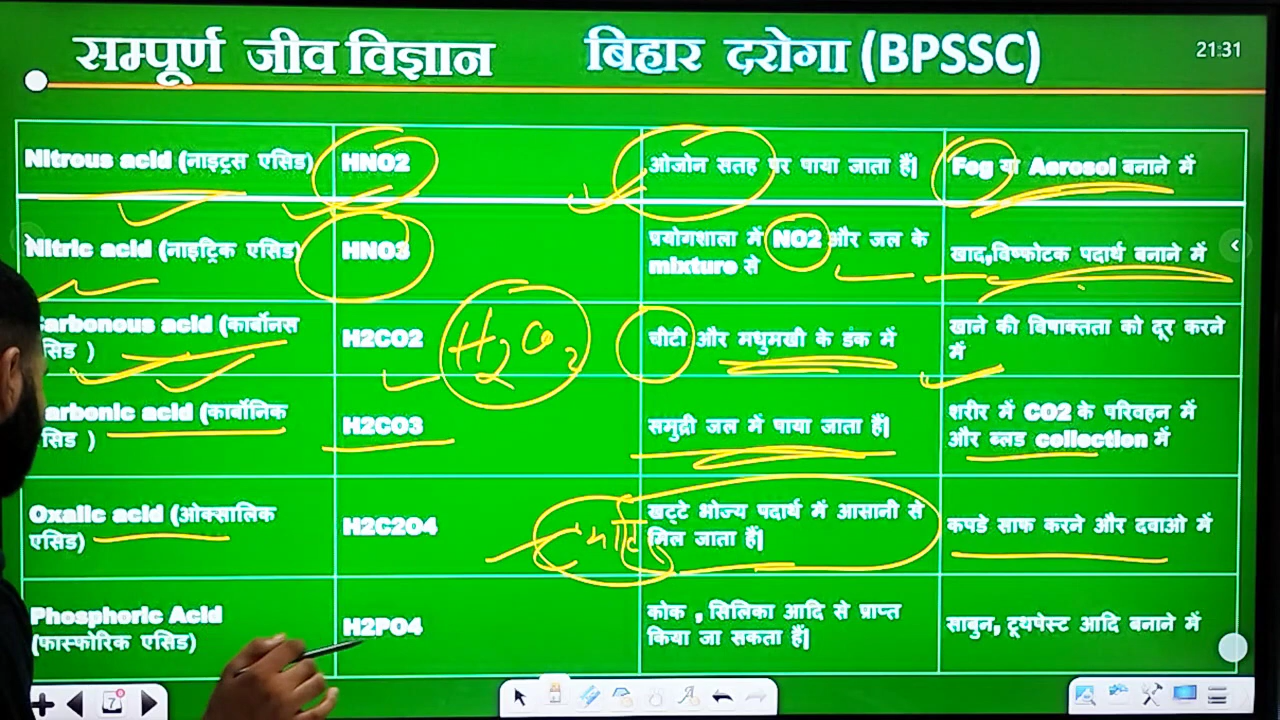 सम्पूर्ण जीव विज्ञान बिहार दरोगा (BPSSC)
21:31
Nitrous acid (नाइट्रस एसिड)
HNO2
ओजोन सतह पर पाया जाता हैं|
Fog या Aerosol बनाने में
Nitric acid (नाइट्रिक एसिड)
HNO3
प्रयोगशाला में NO2 और जल के
mixture से
खाद,विष्फोटक पदार्थ बनाने में
arbonous acid (कार्बोनस
सिड )
H2CO2
H2CO2
चीटी और मधुमखी के डंक में
खाने की विषाक्तता को दूर करने
में
arbonic acid (कार्बोनिक
सिड )
H2CO3
समुद्री जल में पाया जाता हैं|
शरीर में CO2 के परिवहन में
और ब्लड collection में
Oxalic acid (ओक्सालिक
एसिड)
H2C2O4
खट्टे भोज्य पदार्थ में आसानी से
मिल जाता हैं|
कपडे साफ करने और दवाओ में
Phosphoric Acid
(फास्फोरिक एसिड)
H2PO4
कोक , सिलिका आदि से प्राप्त
किया जा सकता हैं|
साबुन, टूथपेस्ट आदि बनाने में
7